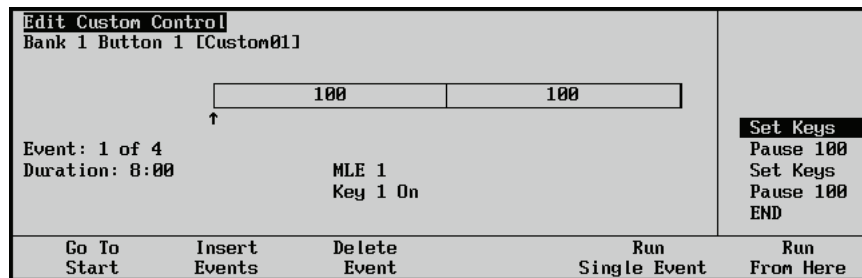 Edit Custom Control
Bank 1 Button 1 [Custom01]
100 100
↑
Event: 1 of 4
Duration: 8:00
MLE 1
Key 1 On
Set Keys
Pause 100
Set Keys
Pause 100
END
Go To Start
Insert Events
Delete Event
Run Single Event
Run From Here